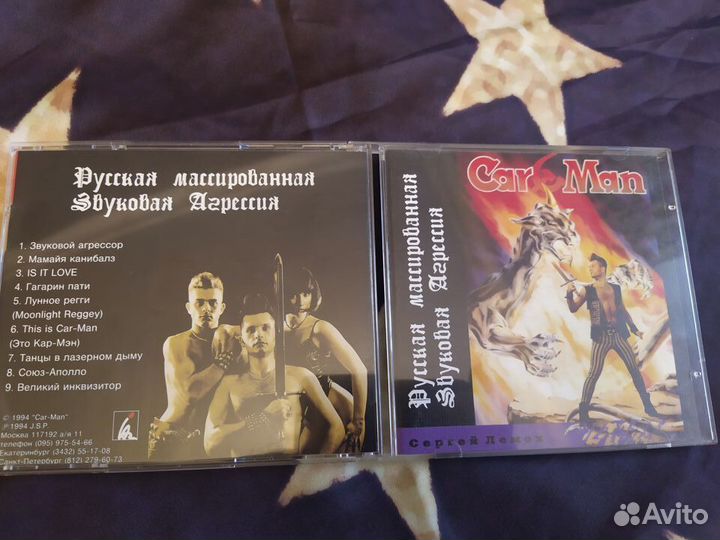 Русская массированная
Sвуковая Агрессия
1. Звуковой агрессор
2. Мамайя канибалз
3. IS IT LOVE
4. Гагарин пати
5. Лунное регги
(Moonlight Reggey)
6. This is Car-Man
(Это Кар-Мэн)
7. Танцы в лазерном дыму
8. Союз-Аполло
9. Великий инквизитор
© 1994 "Car-Man"
℗ 1994 J.S.P.
Москва 117192 а/я 11
телефон (095) 975-54-66
Екатеринбург (3432) 55-17-08
Санкт-Петербург (812) 279-60-73
Car Man
Русская массированная
Sвуковая Агрессия
Сергей Лемох
Avito